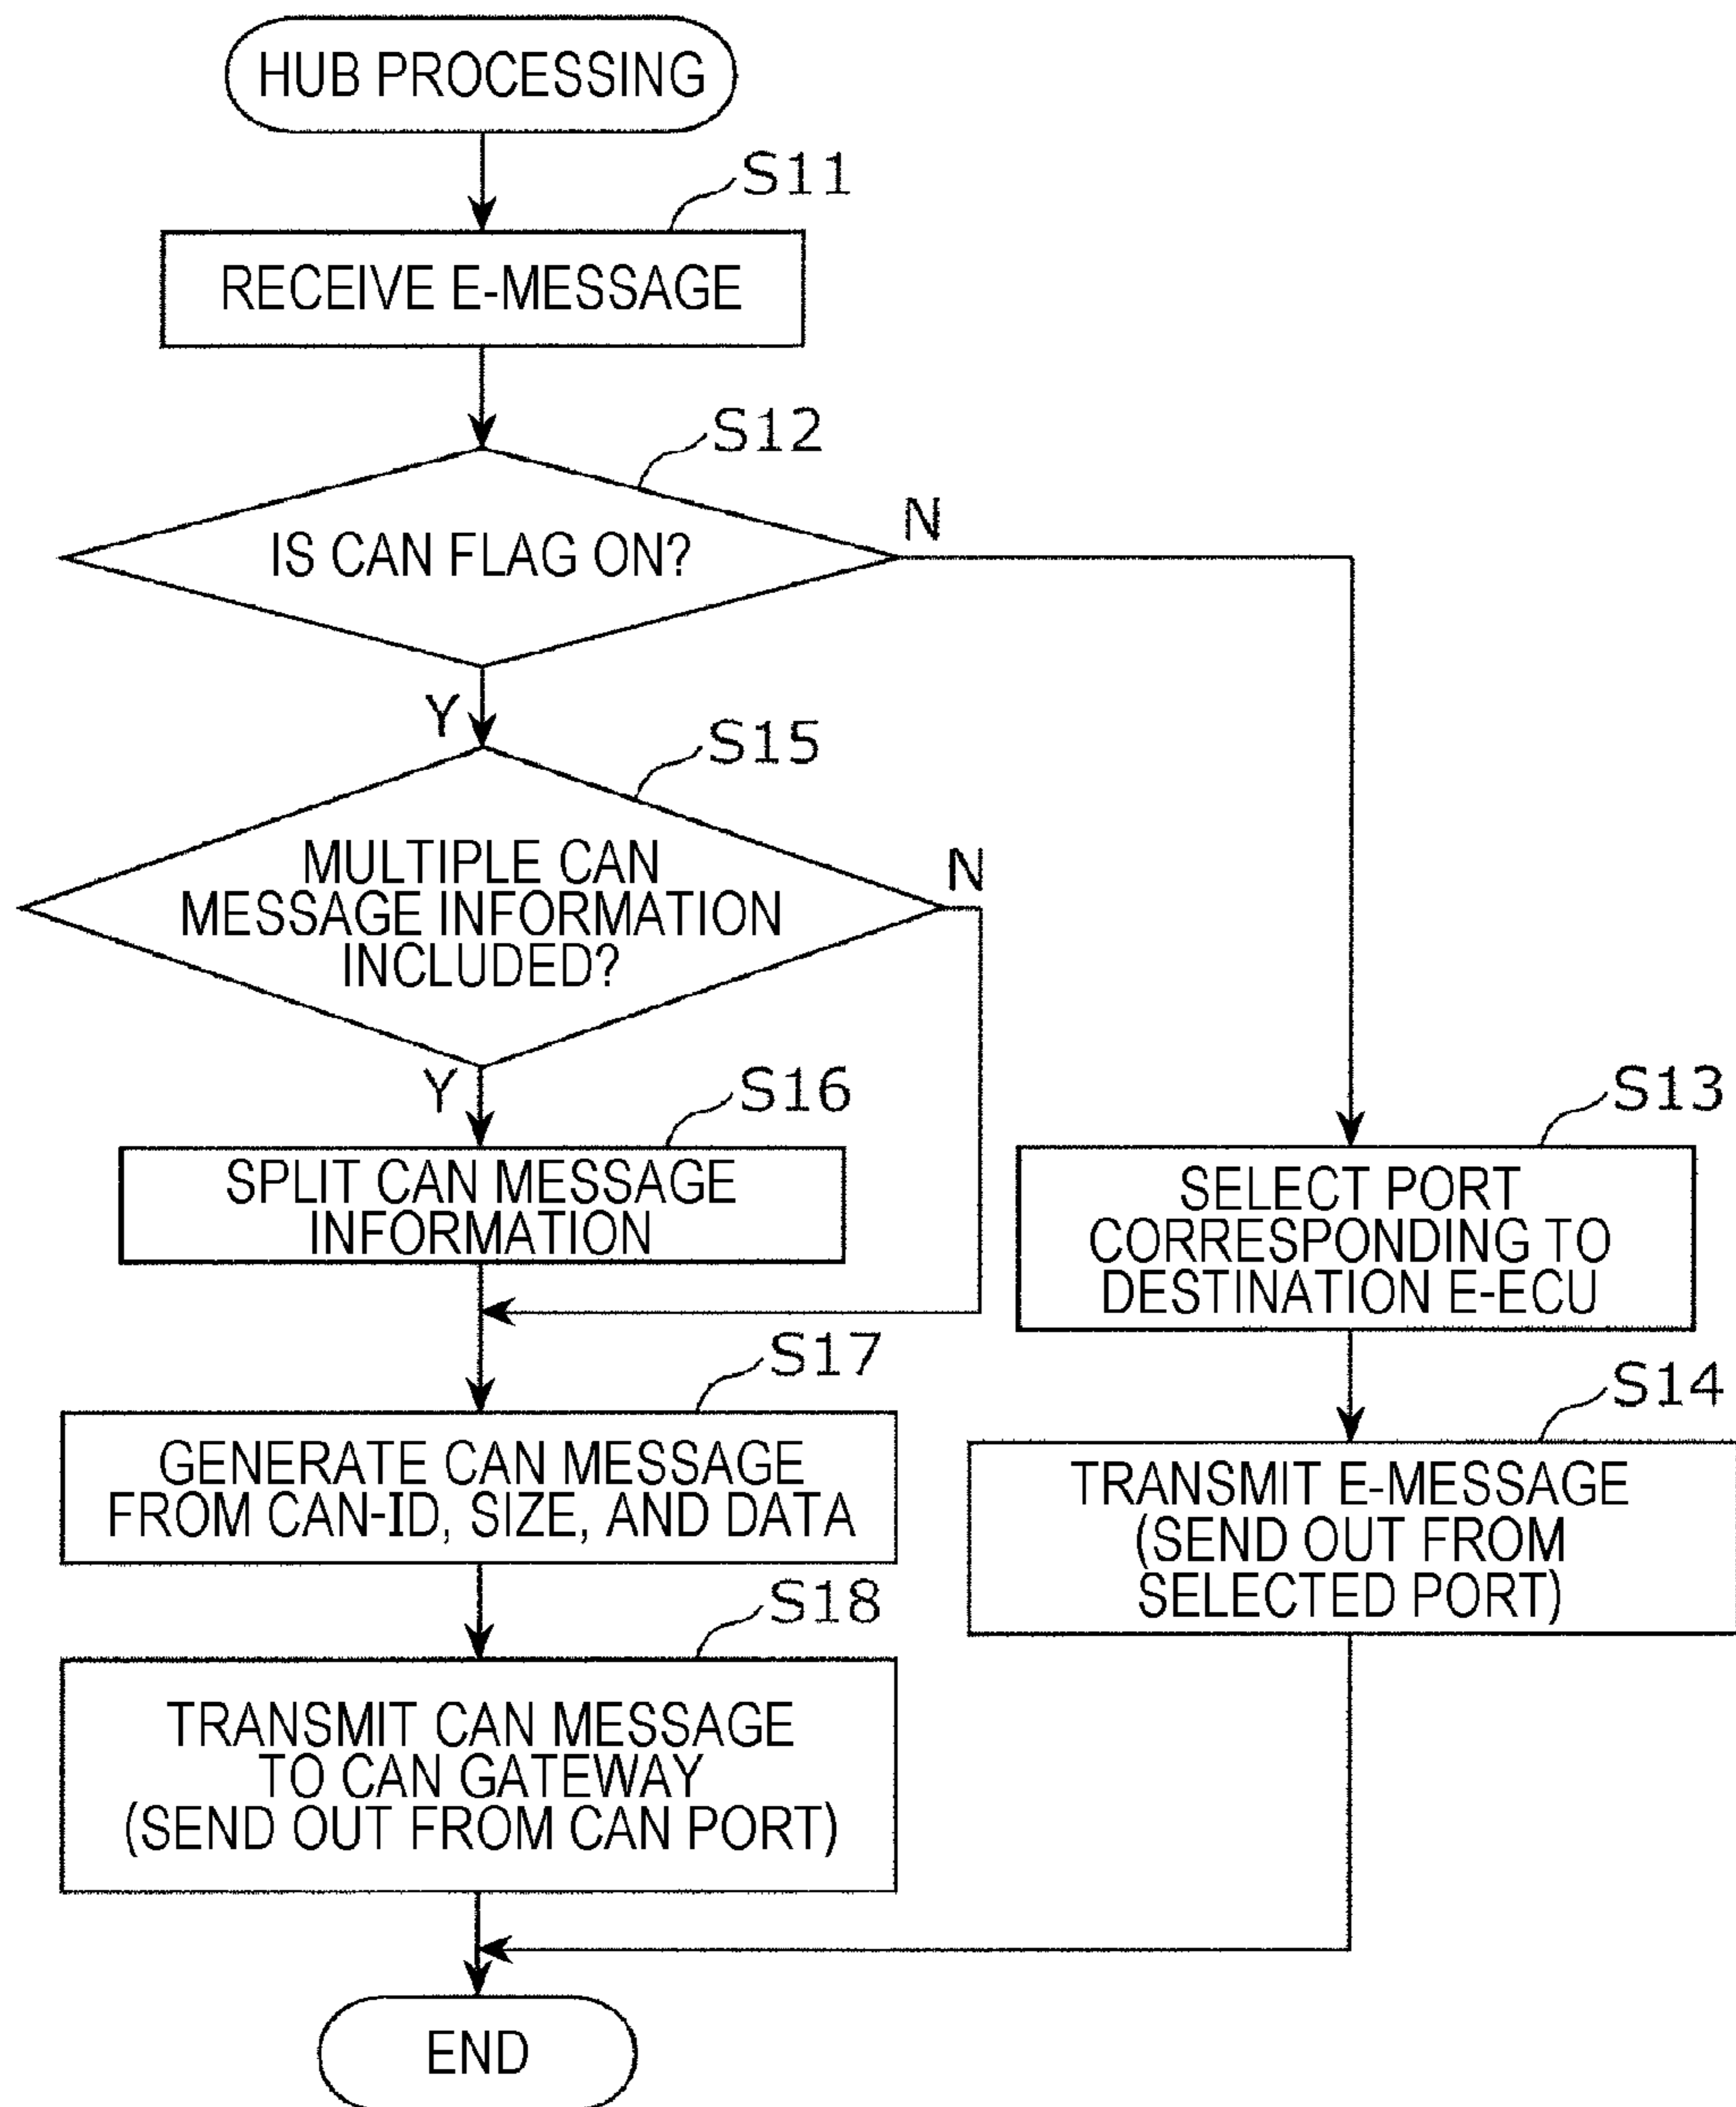 HUB PROCESSING
S11
RECEIVE E-MESSAGE
S12
IS CAN FLAG ON?
N
Y
S15
MULTIPLE CAN
MESSAGE INFORMATION
INCLUDED?
N
Y
S16
SPLIT CAN MESSAGE
INFORMATION
S13
SELECT PORT
CORRESPONDING TO
DESTINATION E-ECU
S17
GENERATE CAN MESSAGE
FROM CAN-ID, SIZE, AND DATA
S14
TRANSMIT E-MESSAGE
(SEND OUT FROM
SELECTED PORT)
S18
TRANSMIT CAN MESSAGE
TO CAN GATEWAY
(SEND OUT FROM CAN PORT)
END